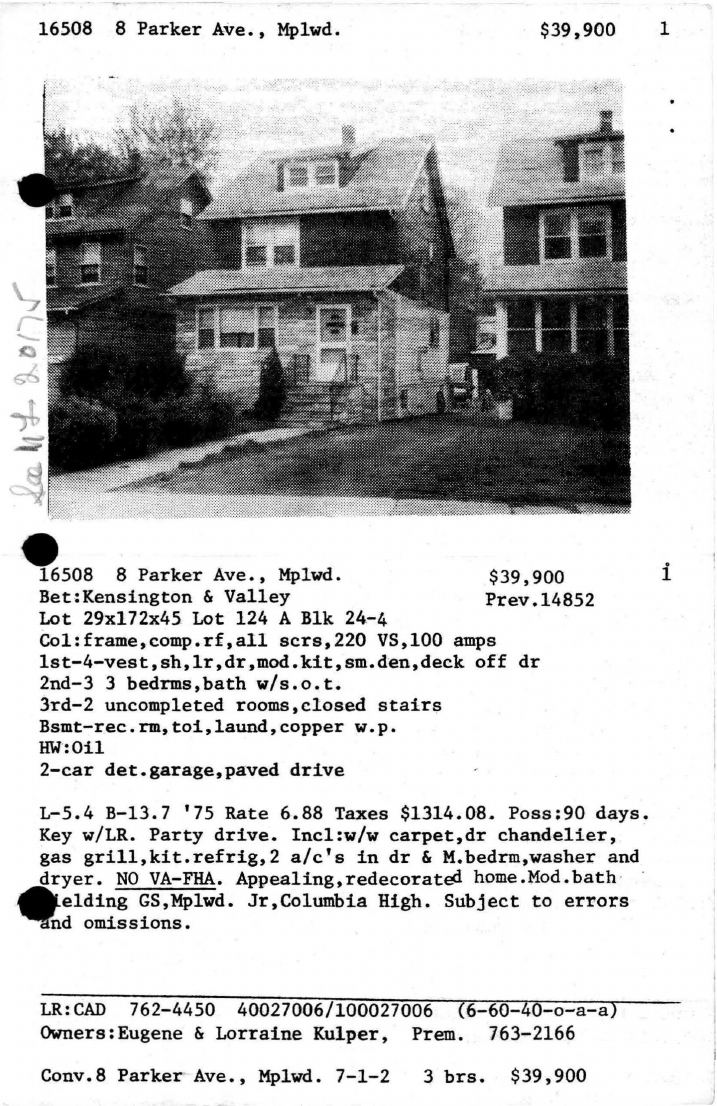 16508 8 Parker Ave., Mplwd. $39,900 1
See ML 20175
16508 8 Parker Ave., Mplwd. $39,900 i
Bet:Kensington & Valley Prev.14852
Lot 29x172x45 Lot 124 A Blk 24-4
Col:frame,comp.rf,all scrs,220 VS,100 amps
1st-4-vest,sh,lr,dr,mod.kit,sm.den,deck off dr
2nd-3 3 bedrms,bath w/s.o.t.
3rd-2 uncompleted rooms,closed stairs
Bsmt-rec.rm,toi,laund,copper w.p.
HW:Oil
2-car det.garage,paved drive
L-5.4 B-13.7 '75 Rate 6.88 Taxes $1314.08. Poss:90 days.
Key w/LR. Party drive. Incl:w/w carpet,dr chandelier,
gas grill,kit.refrig,2 a/c's in dr & M.bedrm,washer and
dryer. NO VA-FHA. Appealing,redecorated home.Mod.bath
ielding GS,Mplwd. Jr,Columbia High. Subject to errors
and omissions.
LR:CAD 762-4450 40027006/100027006 (6-60-40-o-a-a)
Owners:Eugene & Lorraine Kulper, Prem. 763-2166
Conv.8 Parker Ave., Mplwd. 7-1-2 3 brs. $39,900